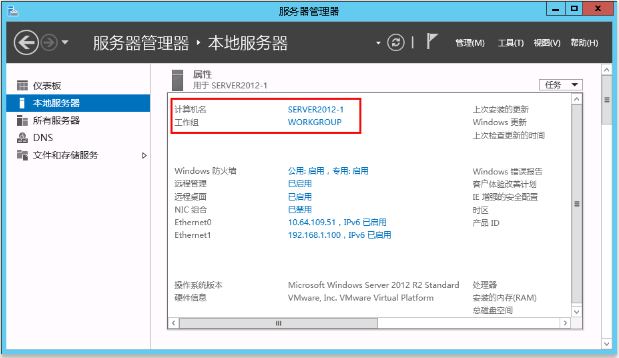 服务器管理器
服务器管理器 · 本地服务器
管理(M) 工具(T) 视图(V) 帮助(H)
仪表板
本地服务器
所有服务器
DNS
文件和存储服务
属性
用于 SERVER2012-1
任务
计算机名 SERVER2012-1 上次安装的更新
工作组 WORKGROUP Windows 更新
上次检查更新的时间
Windows 防火墙 公用: 启用, 专用: 启用 Windows 错误报告
远程管理 已启用 客户体验改善计划
远程桌面 已启用 IE 增强的安全配置
NIC 组合 已禁用 时区
Ethernet0 10.64.109.51, IPv6 已启用 产品 ID
Ethernet1 192.168.1.100, IPv6 已启用
操作系统版本 Microsoft Windows Server 2012 R2 Standard 处理器
硬件信息 VMware, Inc. VMware Virtual Platform 安装的内存(RAM)
总磁盘空间